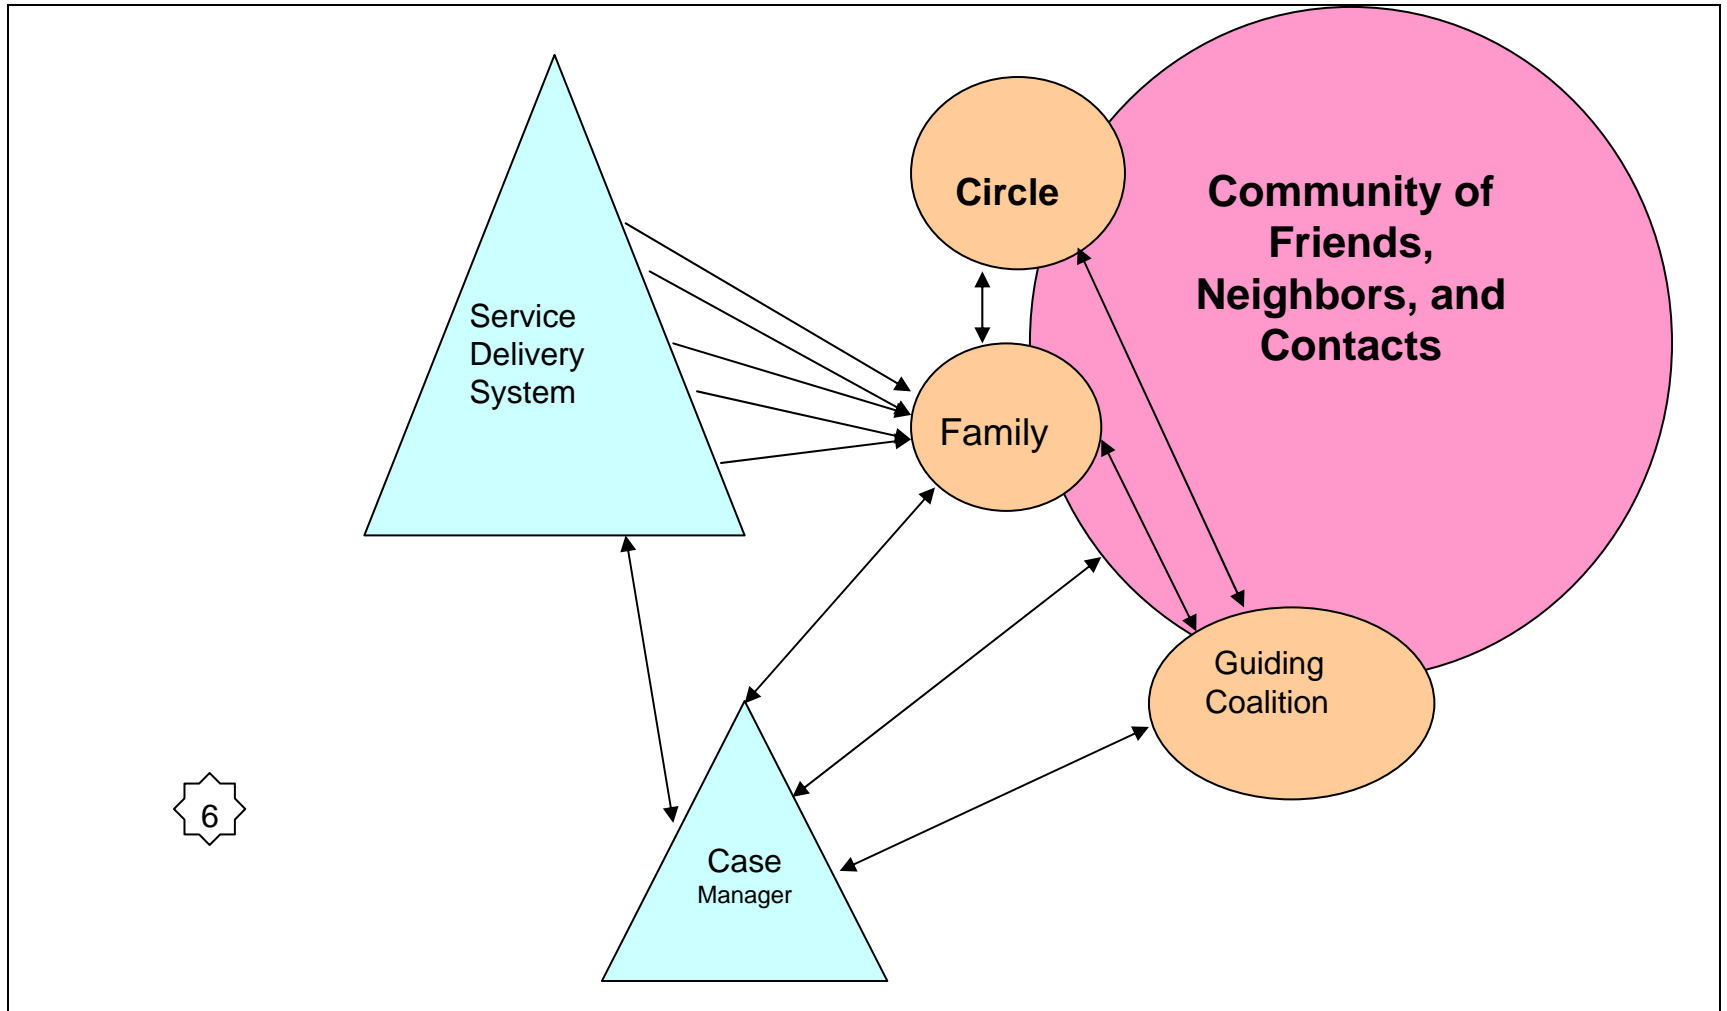 Circle
Community of
Friends,
Neighbors, and
Contacts
Service
Delivery
System
Family
Guiding
Coalition
6
Case
Manager